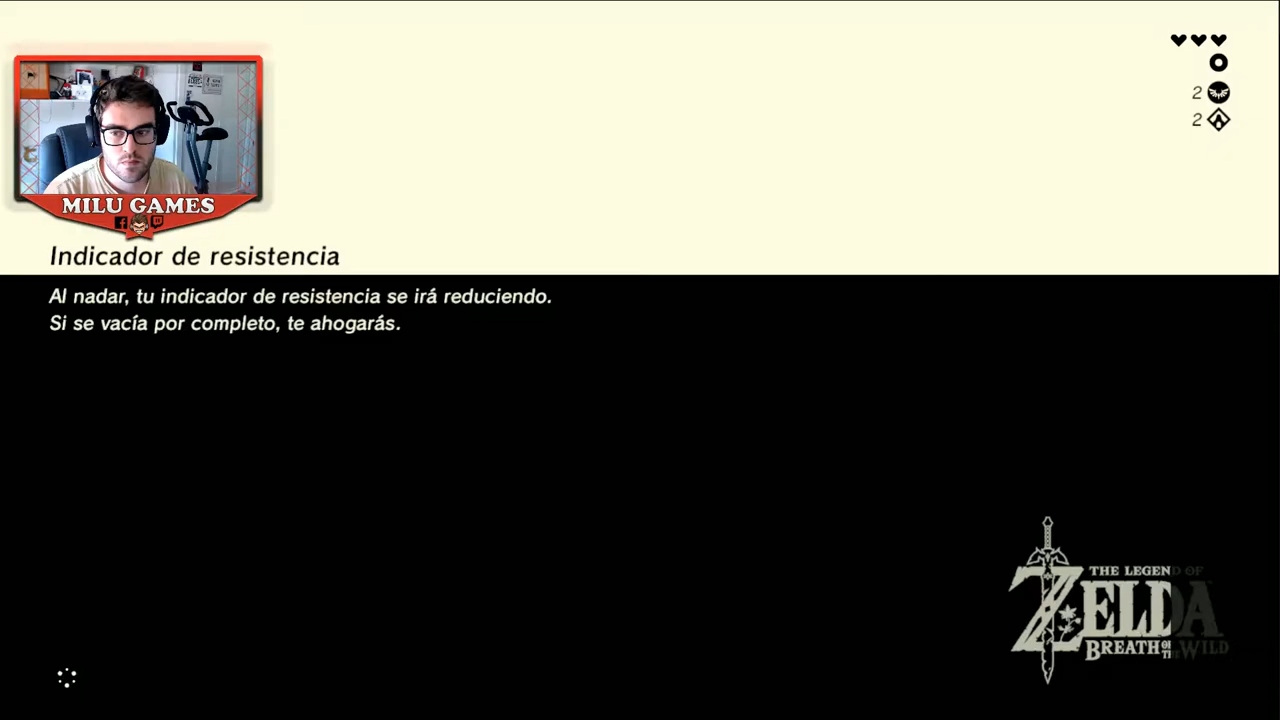 2
2
MILU GAMES
Indicador de resistencia
Al nadar, tu indicador de resistencia se irá reduciendo.
Si se vacía por completo, te ahogarás.
THE LEGEND OF
ZELDA
BREATH OF THE WILD